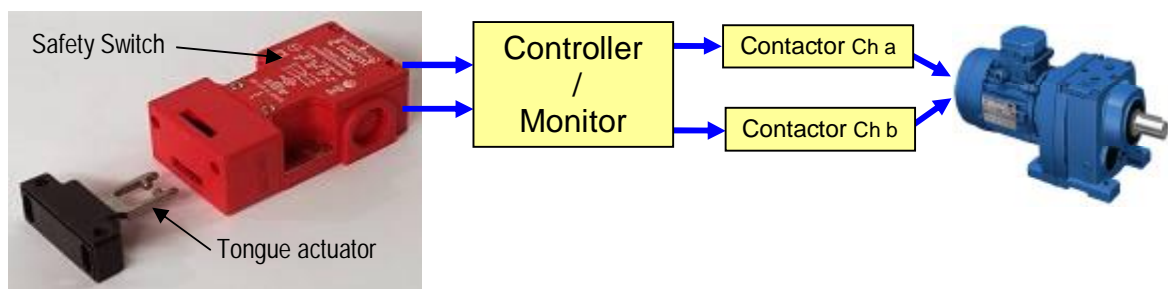 Safety Switch
Tongue actuator
Controller
/
Monitor
Contactor Ch a
Contactor Ch b